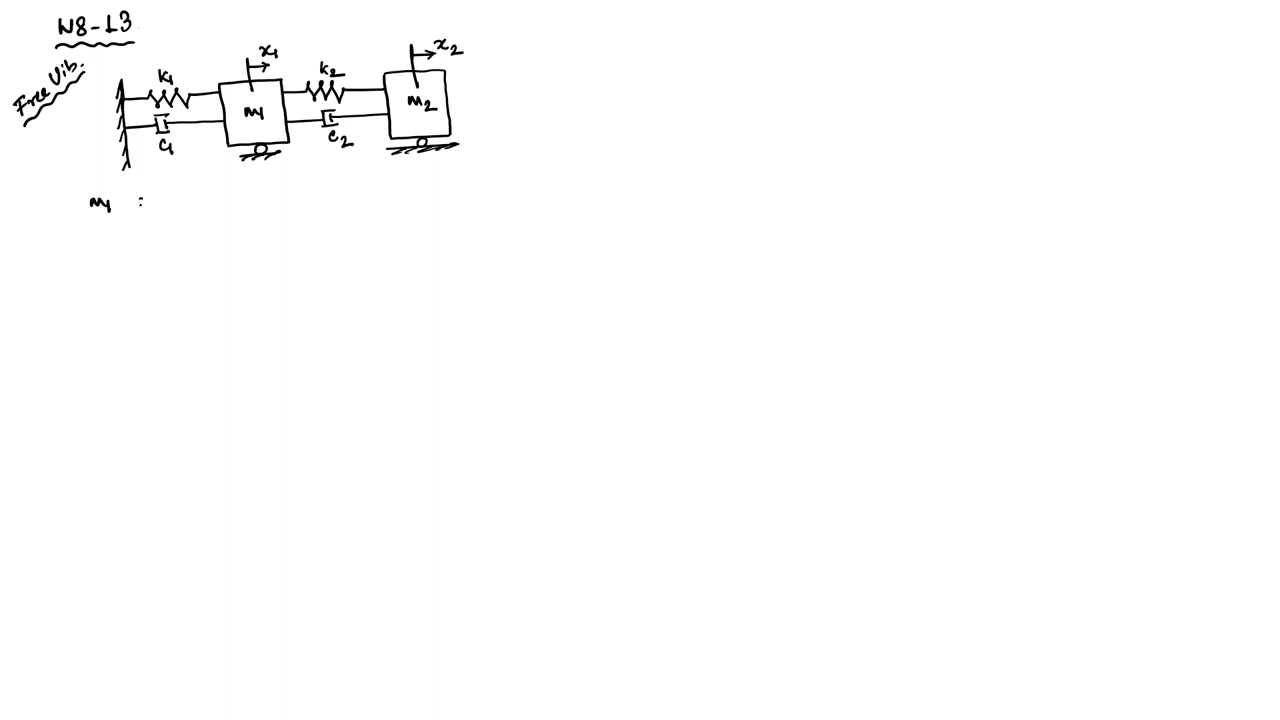 W8-L3
Free Vib.
x₁
x₂
k₁
k₂
m₁
m₂
c₁
c₂
m₁ :